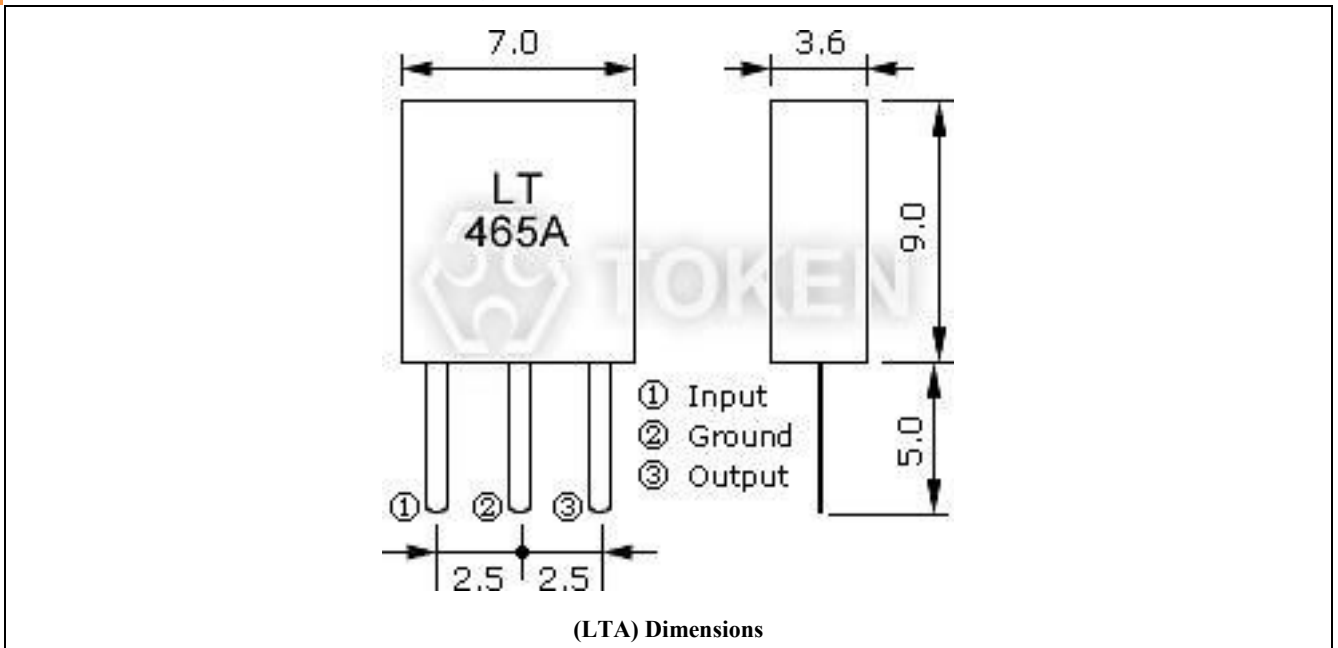 7.0
3.6
LT
465A
TOKEN
9.0
① Input
② Ground
③ Output
5.0
① ② ③
2.5 2.5
(LTA) Dimensions